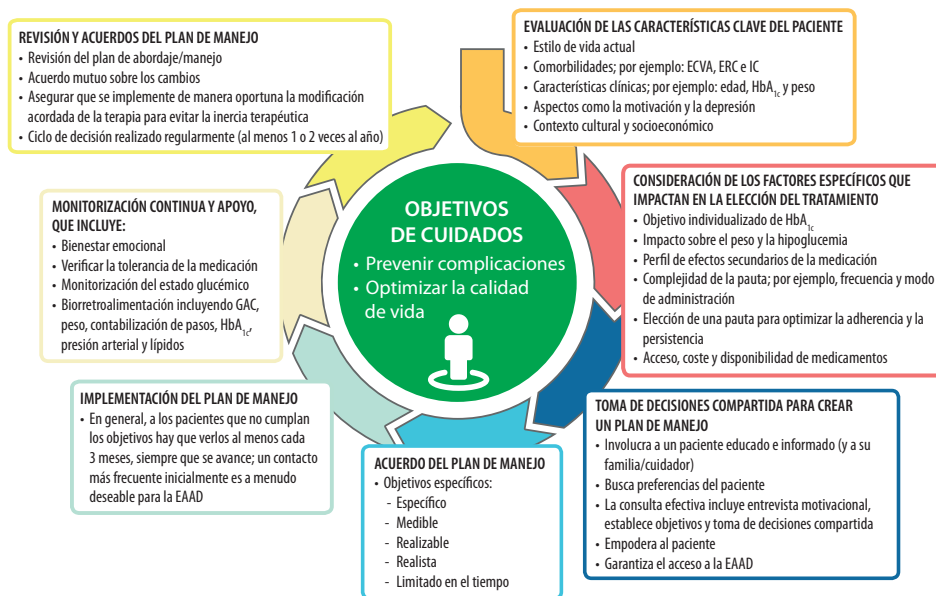 EVALUACIÓN DE LAS CARACTERÍSTICAS CLAVE DEL PACIENTE
• Estilo de vida actual
• Comorbilidades; por ejemplo: ECVA, ERC e IC
• Características clínicas; por ejemplo: edad, HbA1c y peso
• Aspectos como la motivación y la depresión
• Contexto cultural y socioeconómico
CONSIDERACIÓN DE LOS FACTORES ESPECÍFICOS QUE
IMPACTAN EN LA ELECCIÓN DEL TRATAMIENTO
• Objetivo individualizado de HbA1c
• Impacto sobre el peso y la hipoglucemia
• Perfil de efectos secundarios de la medicación
• Complejidad de la pauta; por ejemplo, frecuencia y modo
de administración
• Elección de una pauta para optimizar la adherencia y la
persistencia
• Acceso, coste y disponibilidad de medicamentos
TOMA DE DECISIONES COMPARTIDA PARA CREAR
UN PLAN DE MANEJO
• Involucra a un paciente educado e informado (y a su
familia/cuidador)
• Busca preferencias del paciente
• La consulta efectiva incluye entrevista motivacional,
establece objetivos y toma de decisiones compartida
• Empodera al paciente
• Garantiza el acceso a la EAAD
ACUERDO DEL PLAN DE MANEJO
• Objetivos específicos:
- Específico
- Medible
- Realizable
- Realista
- Limitado en el tiempo
IMPLEMENTACIÓN DEL PLAN DE MANEJO
• En general, a los pacientes que no cumplan
los objetivos hay que verlos al menos cada
3 meses, siempre que se avance; un contacto
más frecuente inicialmente es a menudo
deseable para la EAAD
MONITORIZACIÓN CONTINUA Y APOYO,
QUE INCLUYE:
• Bienestar emocional
• Verificar la tolerancia de la medicación
• Monitorización del estado glucémico
• Biorretroalimentación incluyendo GAC,
peso, contabilización de pasos, HbA1c,
presión arterial y lípidos
REVISIÓN Y ACUERDOS DEL PLAN DE MANEJO
• Revisión del plan de abordaje/manejo
• Acuerdo mutuo sobre los cambios
• Asegurar que se implemente de manera oportuna la modificación
acordada de la terapia para evitar la inercia terapéutica
• Ciclo de decisión realizado regularmente (al menos 1 o 2 veces al año)
OBJETIVOS
DE CUIDADOS
• Prevenir complicaciones
• Optimizar la calidad
de vida